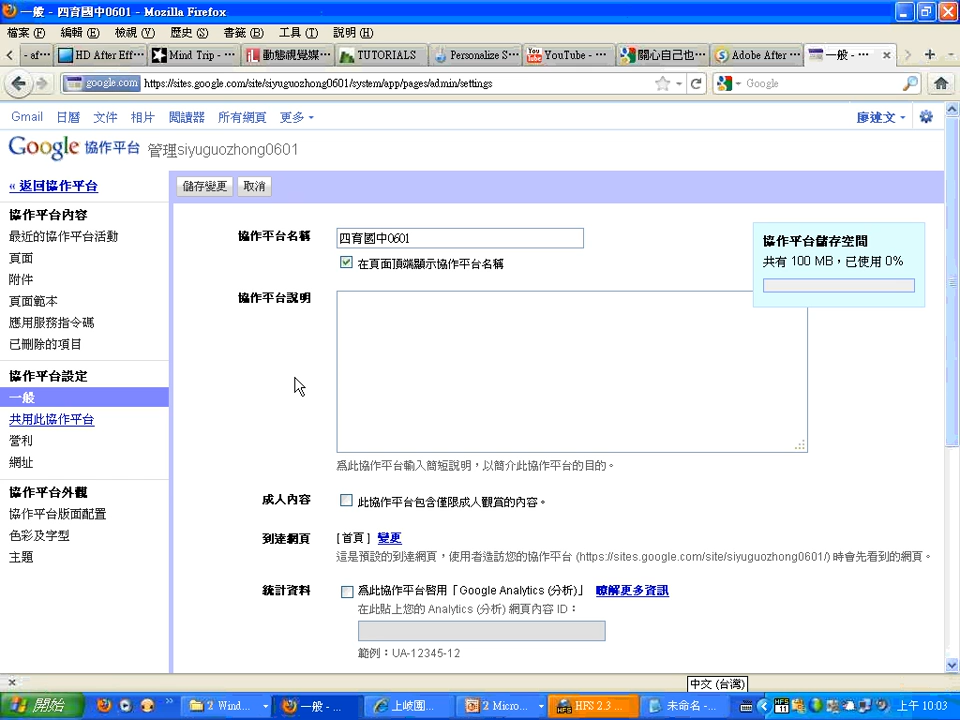 一般 - 四育國中0601 - Mozilla Firefox
檔案(F) 編輯(E) 檢視(V) 歷史(S) 書籤(B) 工具(T) 說明(H)
- af··· HD After Eff··· Mind Trip - ··· 動態視覺媒··· TUTORIALS Personalize S··· YouTube - ··· 關心自己也··· Adobe After ··· 一般 - ···
google.com https://sites.google.com/site/siyuguozhong0601/system/app/pages/admin/settings Google
Gmail 日曆 文件 相片 閱讀器 所有網頁 更多 廖建文
Google 協作平台 管理siyuguozhong0601
« 返回協作平台
儲存變更 取消
協作平台內容
最近的協作平台活動
頁面
附件
頁面範本
應用服務指令碼
已刪除的項目
協作平台設定
一般
共用此協作平台
營利
網址
協作平台外觀
協作平台版面配置
色彩及字型
主題
協作平台名稱 四育國中0601
在頁面頂端顯示協作平台名稱
協作平台儲存空間
共有 100 MB,已使用 0%
協作平台說明
為此協作平台輸入簡短說明,以簡介此協作平台的目的。
成人內容 此協作平台包含僅限成人觀賞的內容。
到達網頁 [首頁] 變更
這是預設的到達網頁,使用者造訪您的協作平台 (https://sites.google.com/site/siyuguozhong0601/) 時會先看到的網頁。
統計資料 為此協作平台啓用「Google Analytics (分析)」 瞭解更多資訊
在此貼上您的 Analytics (分析) 網頁內容 ID:
範例:UA-12345-12
中文 (台灣)
開始 2 Wind... 一般 - ... 上岐國... 2 Micro... HFS 2.3 ... 未命名 -... 上午 10:03